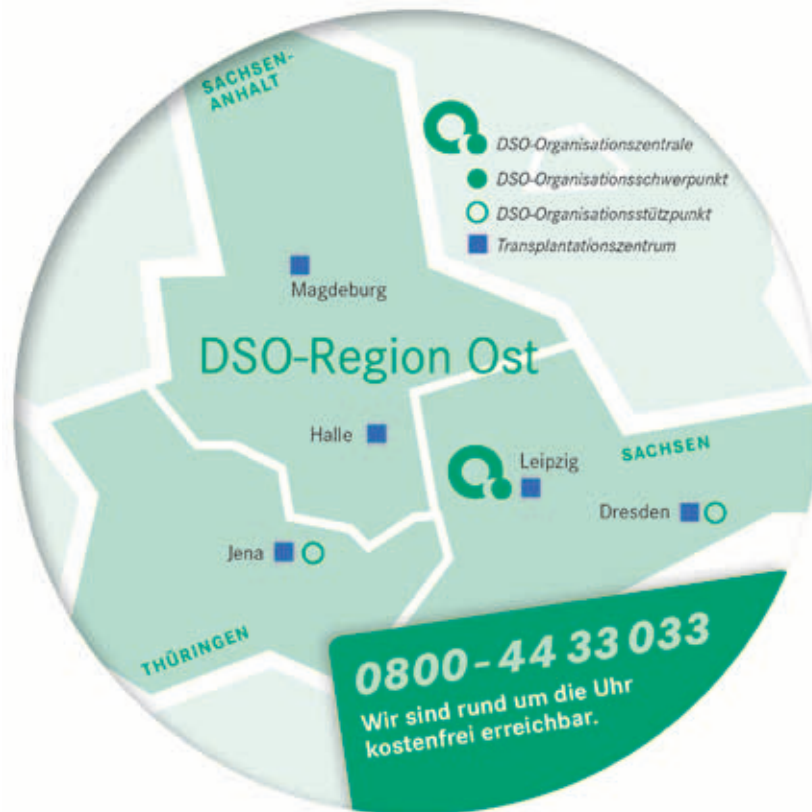 SACHSEN-
ANHALT
DSO-Organisationszentrale
DSO-Organisationsschwerpunkt
DSO-Organisationsstützpunkt
Transplantationszentrum
Magdeburg
DSO-Region Ost
Halle
Leipzig
SACHSEN
Dresden
Jena
THÜRINGEN
0800-44 33 033
Wir sind rund um die Uhr
kostenfrei erreichbar.